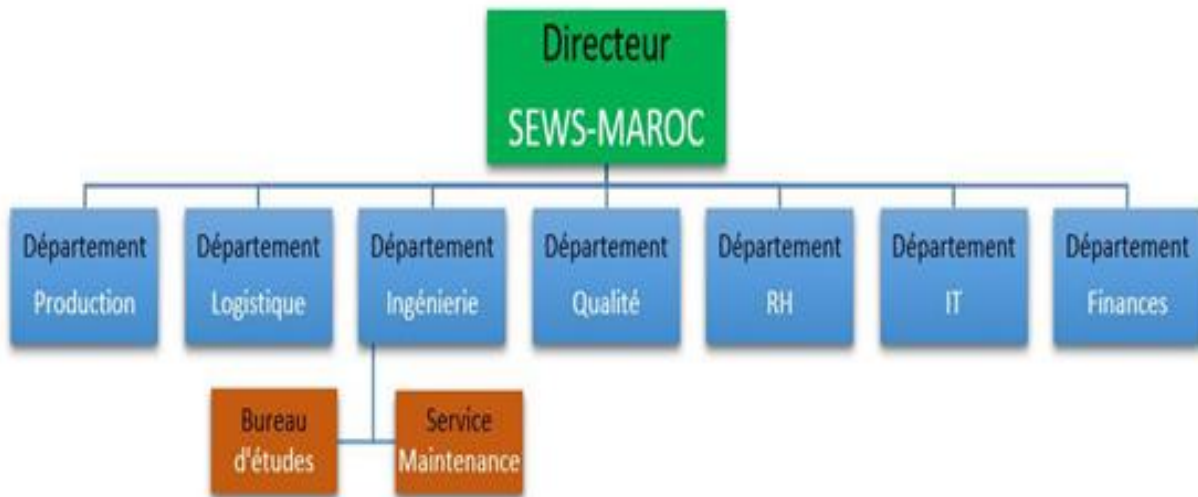 Directeur
SEWS-MAROC
Département
Production
Département
Logistique
Département
Ingénierie
Département
Qualité
Département
RH
Département
IT
Département
Finances
Bureau
d'études
Service
Maintenance